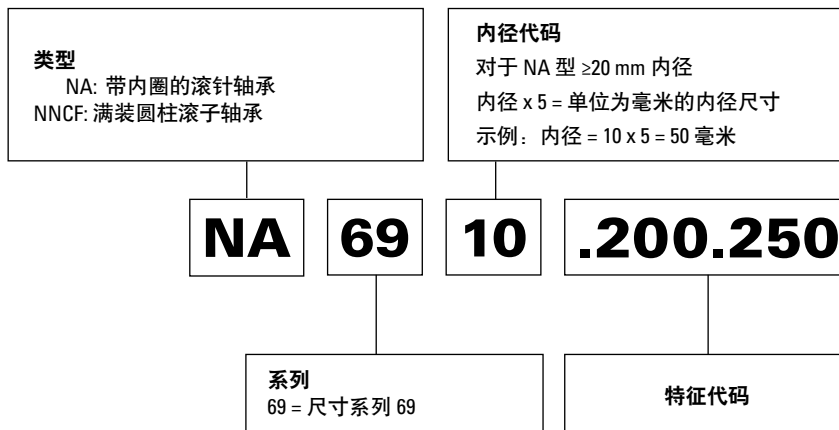 类型
NA: 带内圈的滚针轴承
NNCF: 满装圆柱滚子轴承
内径代码
对于 NA 型 ≥20 mm 内径
内径 x 5 = 单位为毫米的内径尺寸
示例：内径 = 10 x 5 = 50 毫米
NA 69 10 .200.250
系列
69 = 尺寸系列 69
特征代码